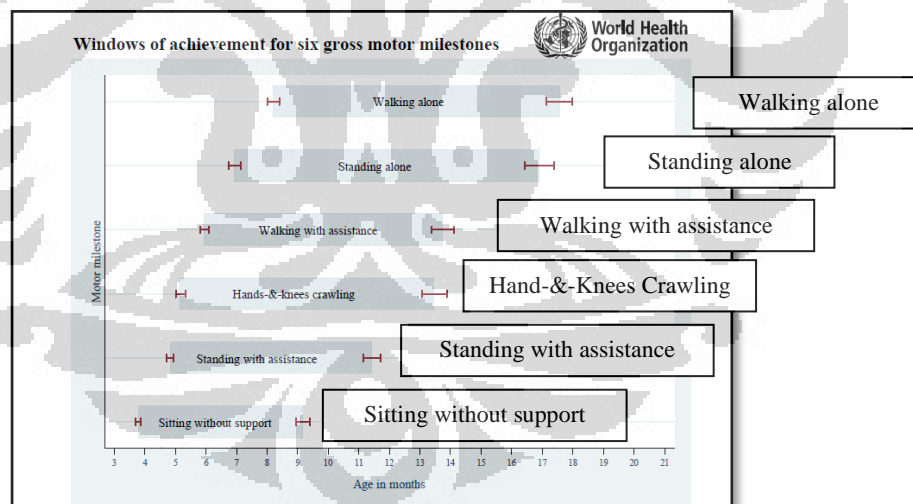 Windows of achievement for six gross motor milestones
World Health
Organization
Walking alone
Walking alone
Standing alone
Standing alone
Walking with assistance
Walking with assistance
Hands-&-knees crawling
Hand-&-Knees Crawling
Standing with assistance
Standing with assistance
Sitting without support
Sitting without support
Motor milestone
3 4 5 6 7 8 9 10 11 12 13 14 15 16 17 18 19 20 21
Age in months